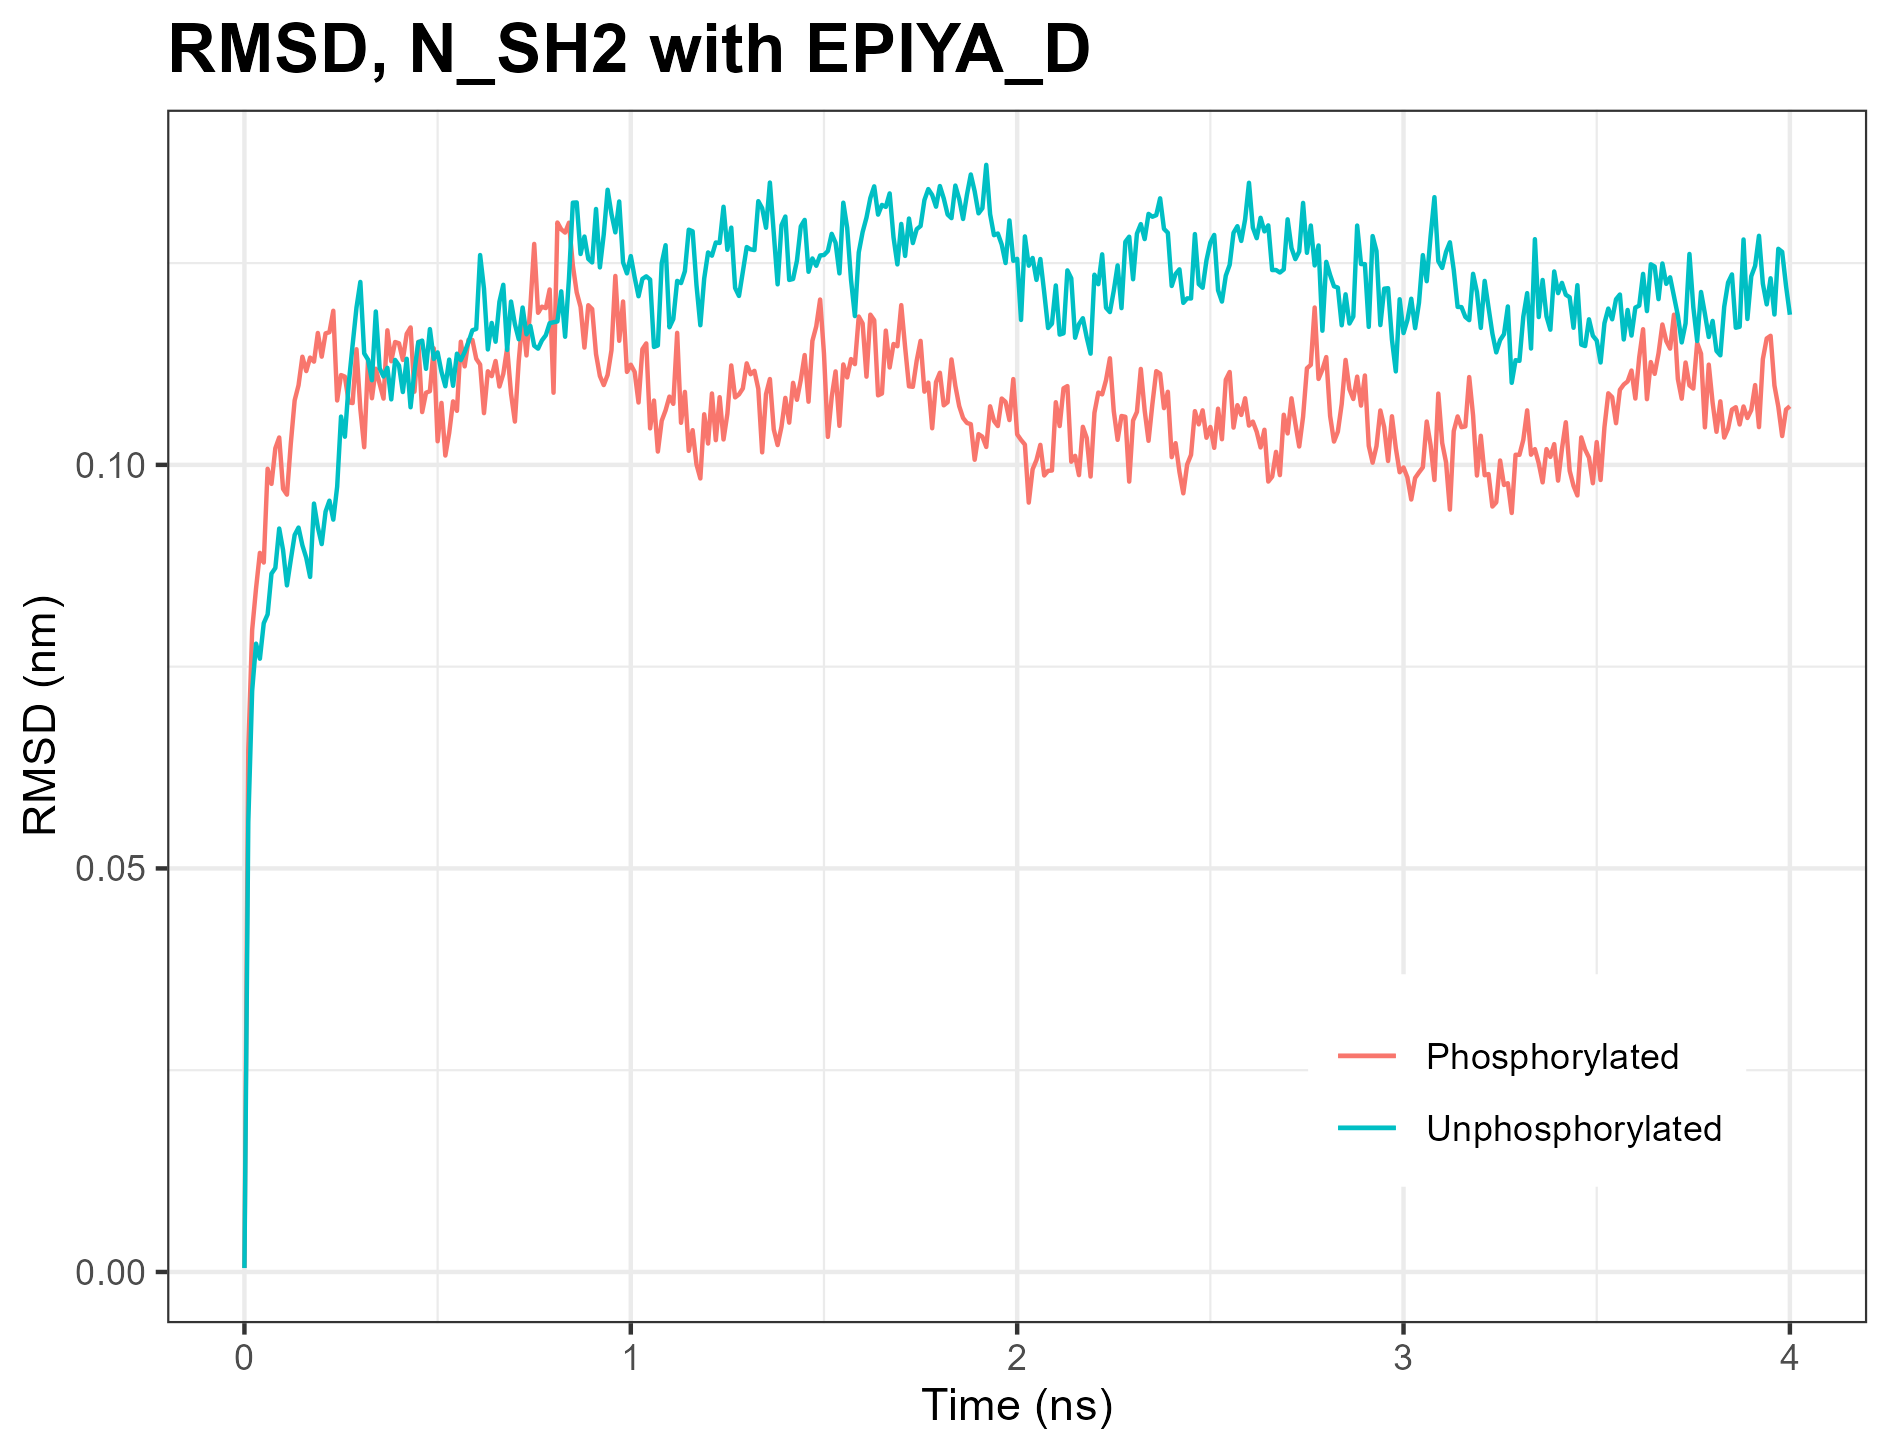 RMSD, N_SH2 with EPIYA_D
RMSD (nm)
0.10
0.05
0.00
Phosphorylated
Unphosphorylated
0 1 2 3 4
Time (ns)